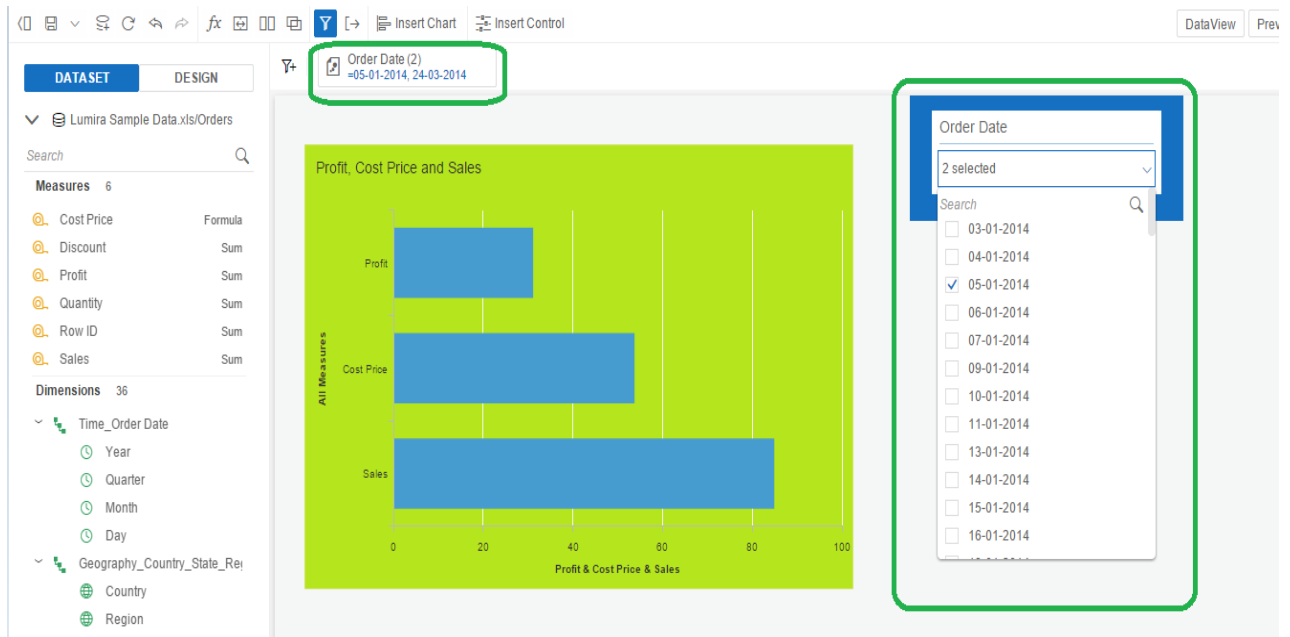 fx
Insert Chart
Insert Control
DataView
Prev
DATASET
DESIGN
Order Date (2)
=05-01-2014, 24-03-2014
Lumira Sample Data.xls/Orders
Search
Measures 6
Cost Price Formula
Discount Sum
Profit Sum
Quantity Sum
Row ID Sum
Sales Sum
Dimensions 36
Time_Order Date
Year
Quarter
Month
Day
Geography_Country_State_Re
Country
Region
Profit, Cost Price and Sales
All Measures
Profit
Cost Price
Sales
0 20 40 60 80 100
Profit & Cost Price & Sales
Order Date
2 selected
Search
03-01-2014
04-01-2014
05-01-2014
06-01-2014
07-01-2014
09-01-2014
10-01-2014
11-01-2014
13-01-2014
14-01-2014
15-01-2014
16-01-2014